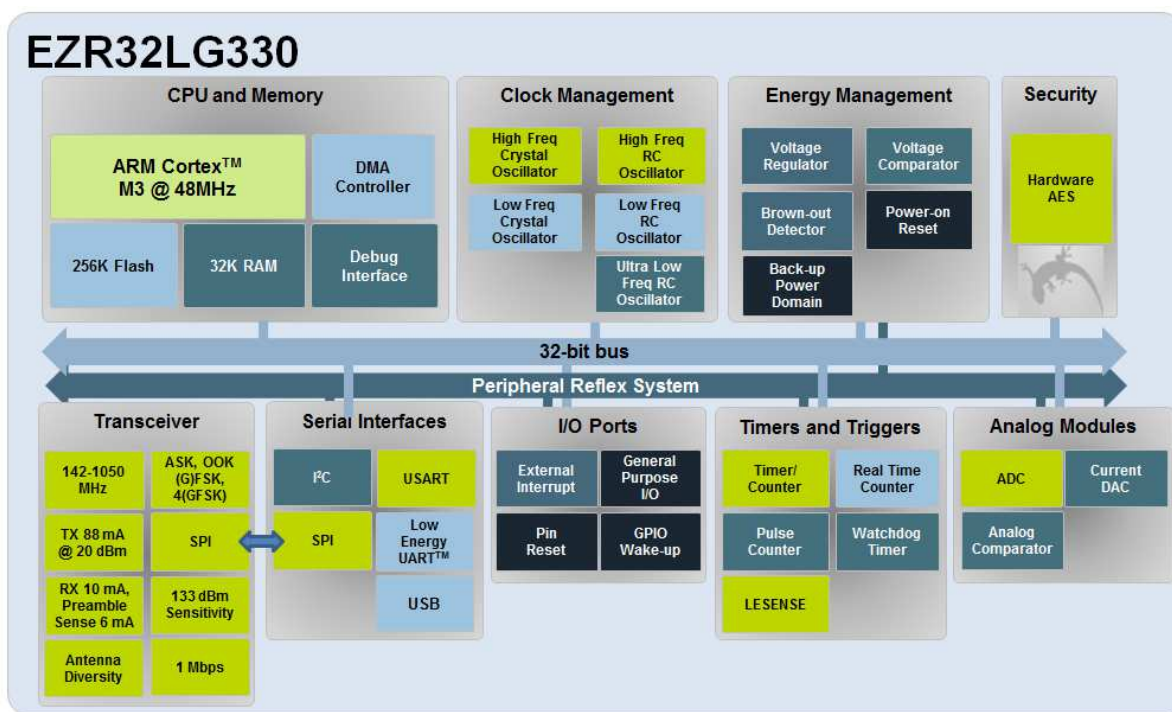 EZR32LG330
CPU and Memory
ARM Cortex™
M3 @ 48MHz
DMA
Controller
256K Flash
32K RAM
Debug
Interface
Clock Management
High Freq
Crystal
Oscillator
High Freq
RC
Oscillator
Low Freq
Crystal
Oscillator
Low Freq
RC
Oscillator
Ultra Low
Freq RC
Oscillator
Energy Management
Voltage
Regulator
Voltage
Comparator
Brown-out
Detector
Power-on
Reset
Back-up
Power
Domain
Security
Hardware
AES
32-bit bus
Peripheral Reflex System
Transceiver
142-1050
MHz
ASK, OOK
(G)FSK,
4(GFSK)
TX 88 mA
@ 20 dBm
SPI
RX 10 mA,
Preamble
Sense 6 mA
133 dBm
Sensitivity
Antenna
Diversity
1 Mbps
Serial Interfaces
I²C
USART
SPI
Low
Energy
UART™
USB
I/O Ports
External
Interrupt
General
Purpose
I/O
Pin
Reset
GPIO
Wake-up
Timers and Triggers
Timer/
Counter
Real Time
Counter
Pulse
Counter
Watchdog
Timer
LESENSE
Analog Modules
ADC
Current
DAC
Analog
Comparator